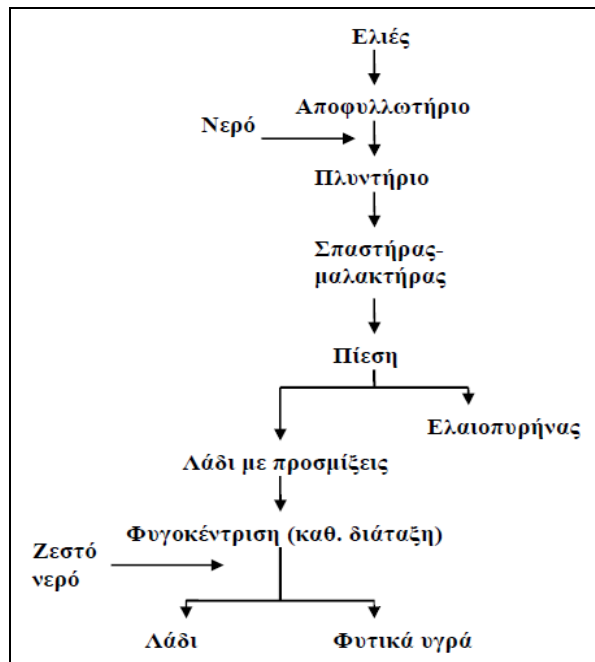 Ελιές
Αποφυλλωτήριο
Νερό
Πλυντήριο
Σπαστήρας-
μαλακτήρας
Πίεση
Ελαιοπυρήνας
Λάδι με προσμίξεις
Φυγοκέντριση (καθ. διάταξη)
Ζεστό
νερό
Λάδι
Φυτικά υγρά